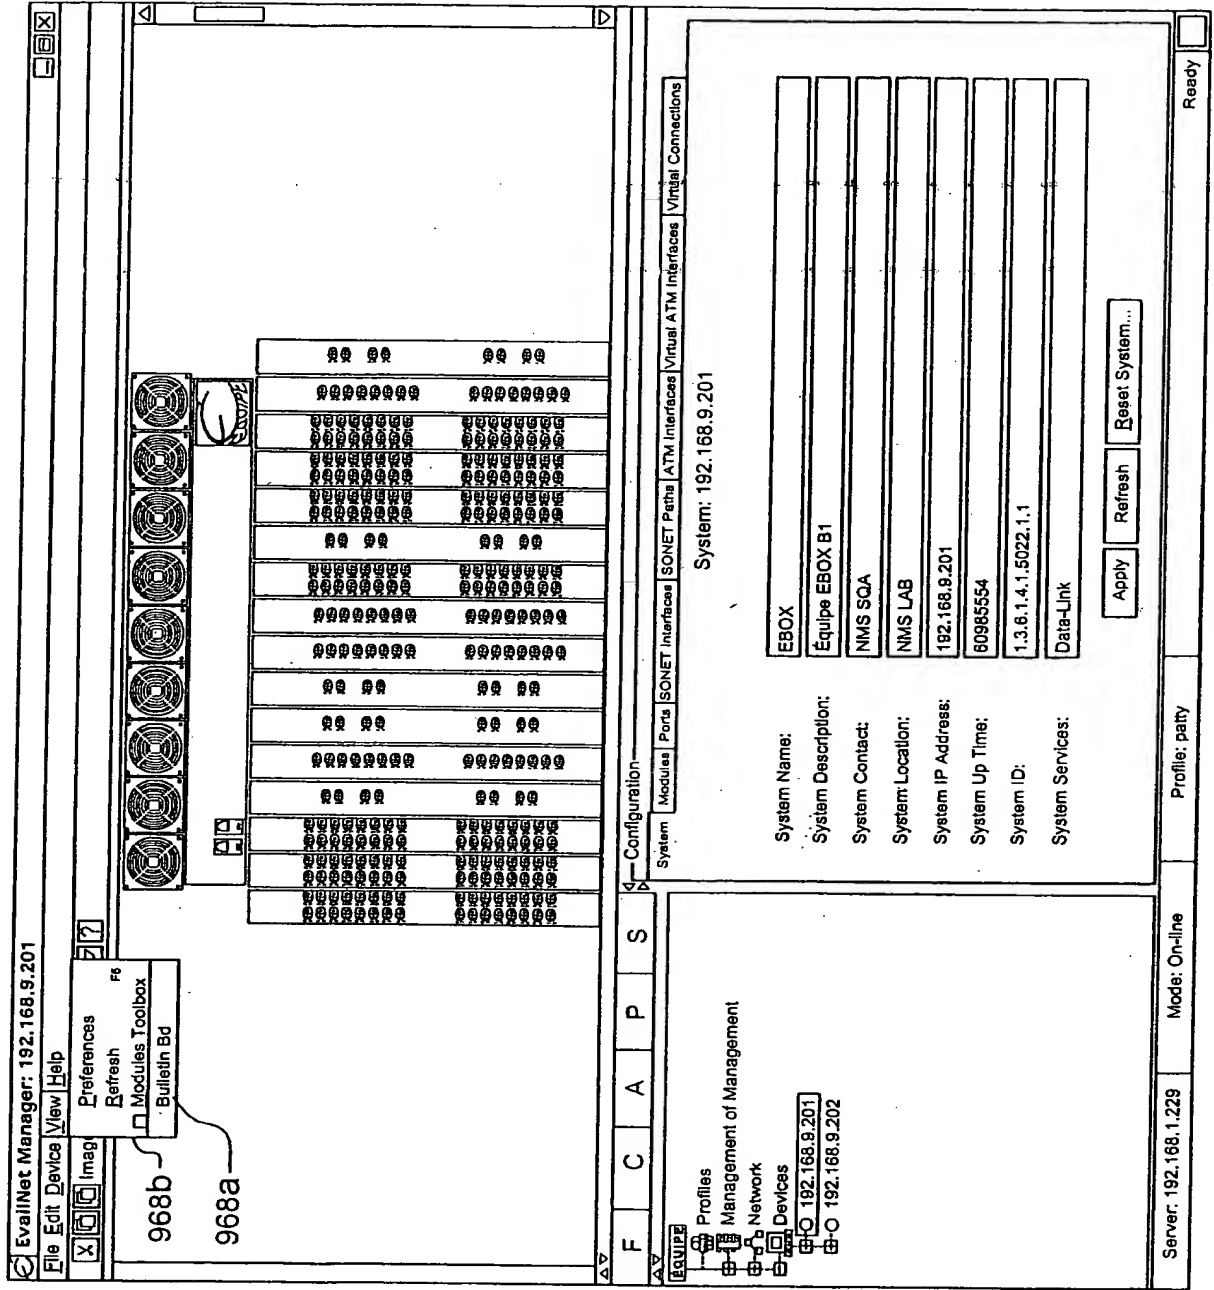 EvailNet Manager: 192.168.9.201
File Edit Device View Help
Preferences
Refresh F5
Modules Toolbox
Bulletin Bd
X Imag ?
968b
968a
F C A P S
ÉQUIPE
Profiles
Management of Management
Network
Devices
192.168.9.201
192.168.9.202
Configuration
System Modules Ports SONET Interfaces SONET Paths ATM Interfaces Virtual ATM Interfaces Virtual Connections
System: 192.168.9.201
System Name: EBOX
System Description: Équipe EBOX B1
System Contact: NMS SQA
System Location: NMS LAB
System IP Address: 192.168.9.201
System Up Time: 60985554
System ID: 1.3.6.1.4.1.5022.1.1
System Services: Data-Link
Apply Refresh Reset System...
Server: 192.168.1.229 Mode: On-line Profile: patty Ready